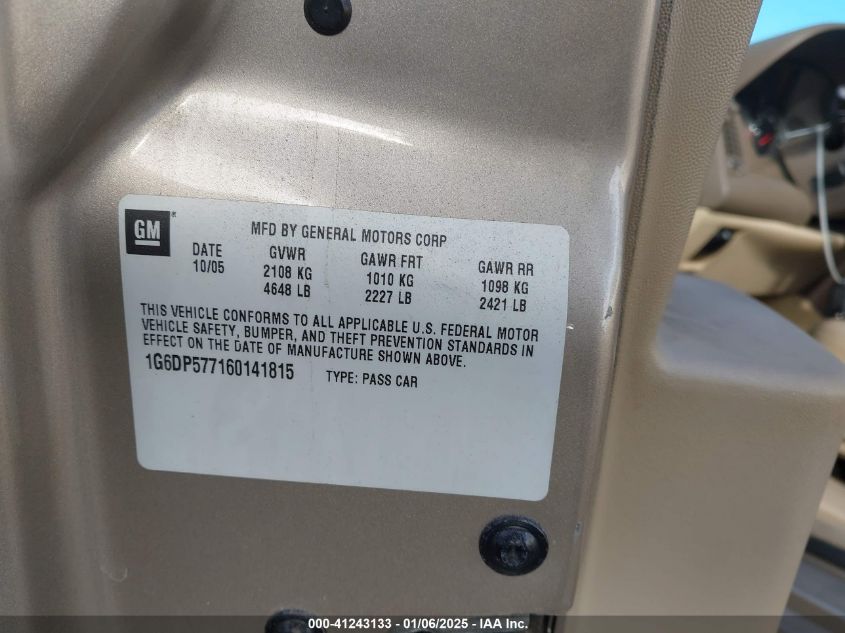 GM®
MFD BY GENERAL MOTORS CORP
DATE GVWR GAWR FRT GAWR RR
10/05 2108 KG 1010 KG 1098 KG
4648 LB 2227 LB 2421 LB
THIS VEHICLE CONFORMS TO ALL APPLICABLE U.S. FEDERAL MOTOR
VEHICLE SAFETY, BUMPER, AND THEFT PREVENTION STANDARDS IN
EFFECT ON THE DATE OF MANUFACTURE SHOWN ABOVE.
1G6DP577160141815 TYPE: PASS CAR
000-41243133 - 01/06/2025 - IAA Inc.